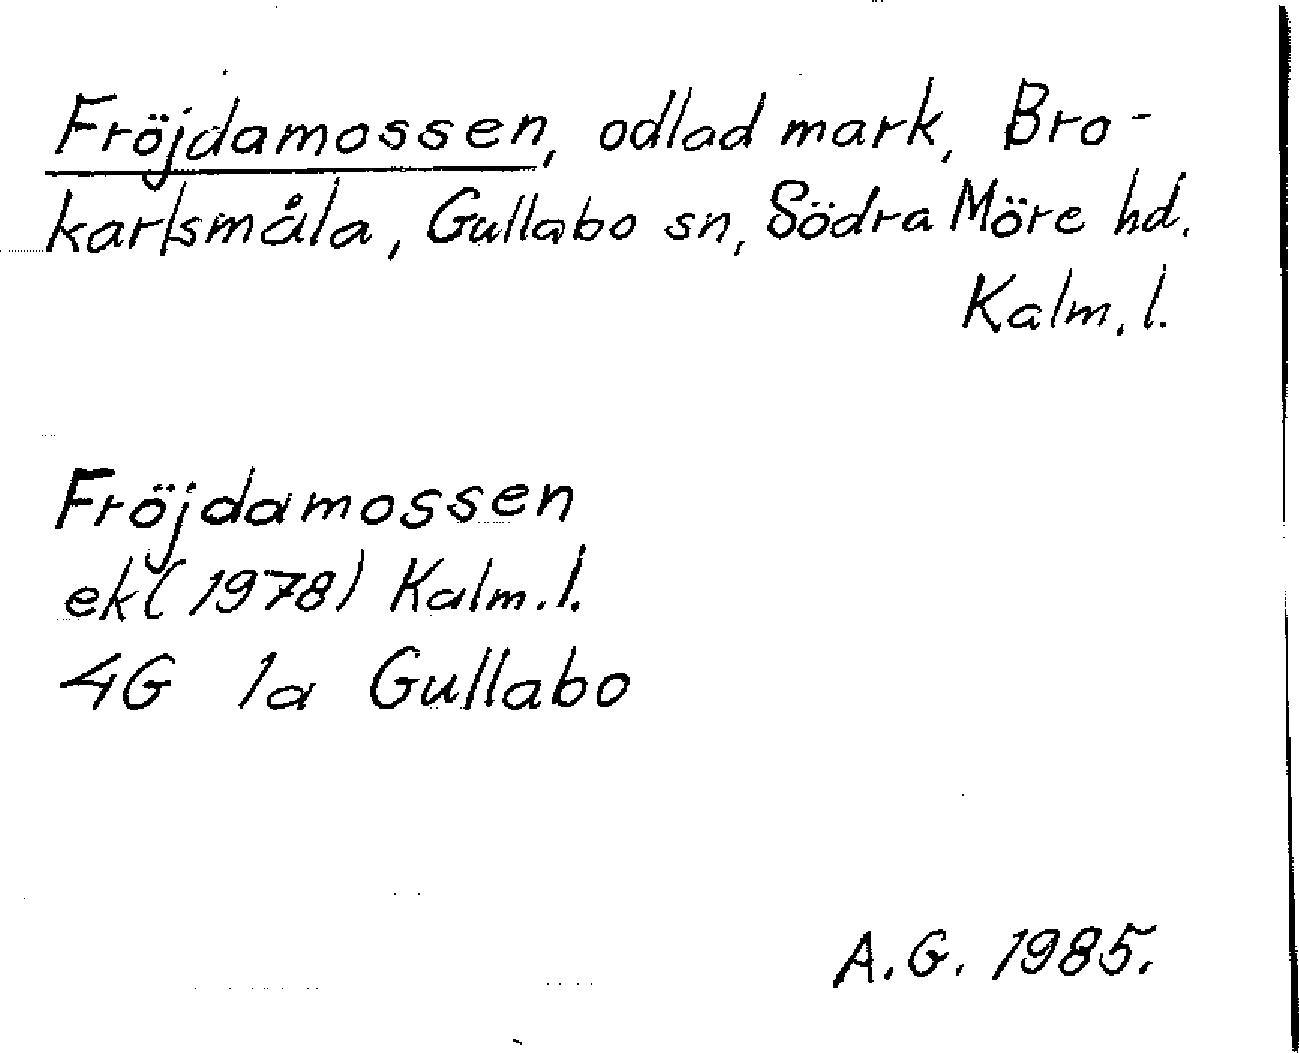 Fröjdamossen, odlad mark, Bro-
karlsmåla, Gullabo sn, Södra Möre hd.
Kalm. l.
Fröjdamossen
ek (1978) Kalm. l.
4G 1a Gullabo
A.G. 1985.